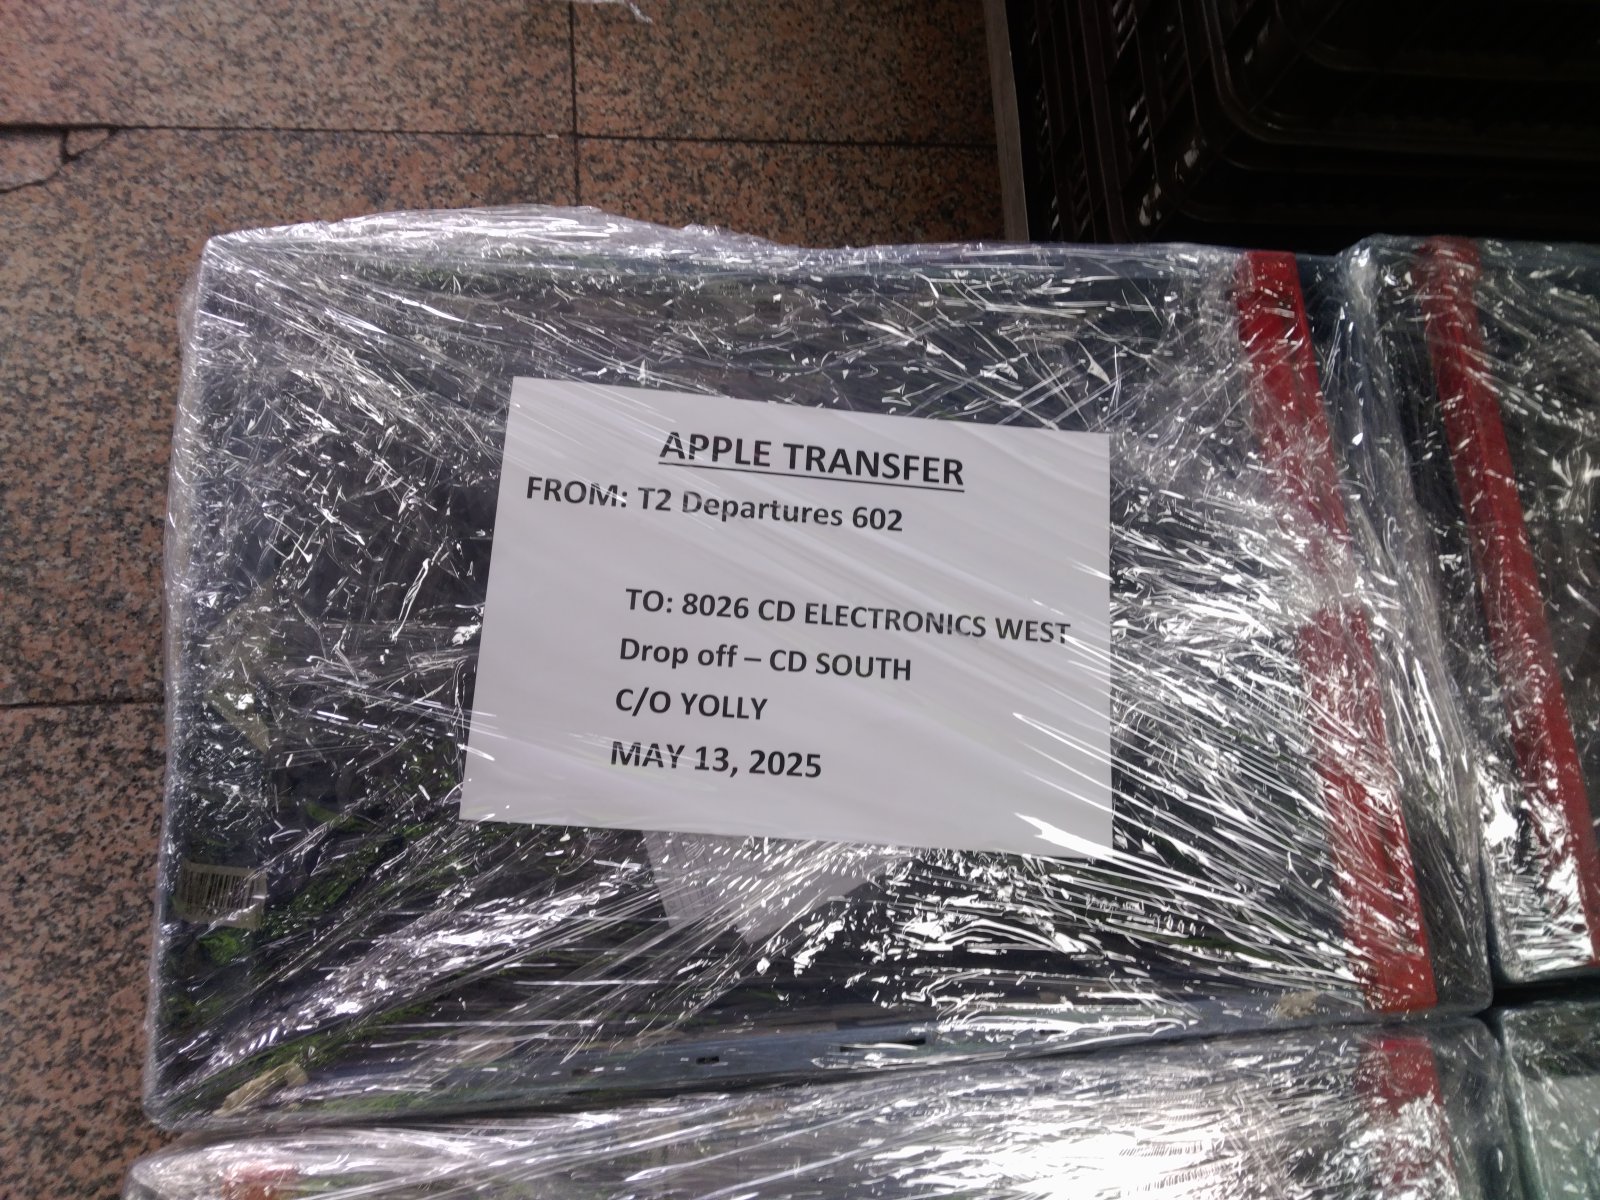 APPLE TRANSFER
FROM: T2 Departures 602
TO: 8026 CD ELECTRONICS WEST
Drop off – CD SOUTH
C/O YOLLY
MAY 13, 2025